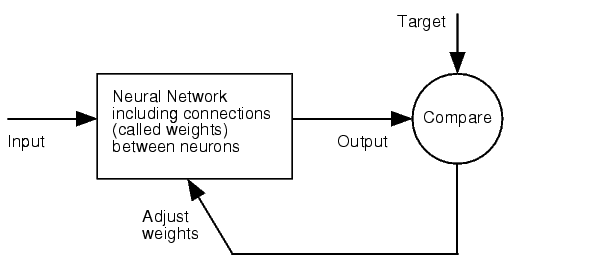 Target
Neural Network
including connections
(called weights)
between neurons
Compare
Input
Output
Adjust
weights